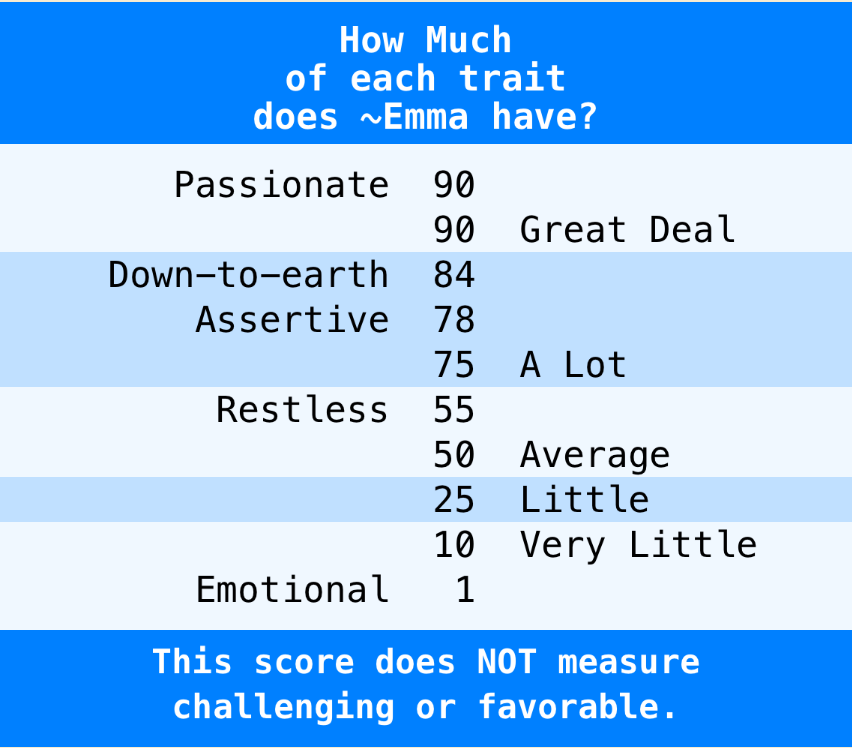 How Much
of each trait
does ~Emma have?
Passionate 90
90 Great Deal
Down-to-earth 84
Assertive 78
75 A Lot
Restless 55
50 Average
25 Little
10 Very Little
Emotional 1
This score does NOT measure
challenging or favorable.